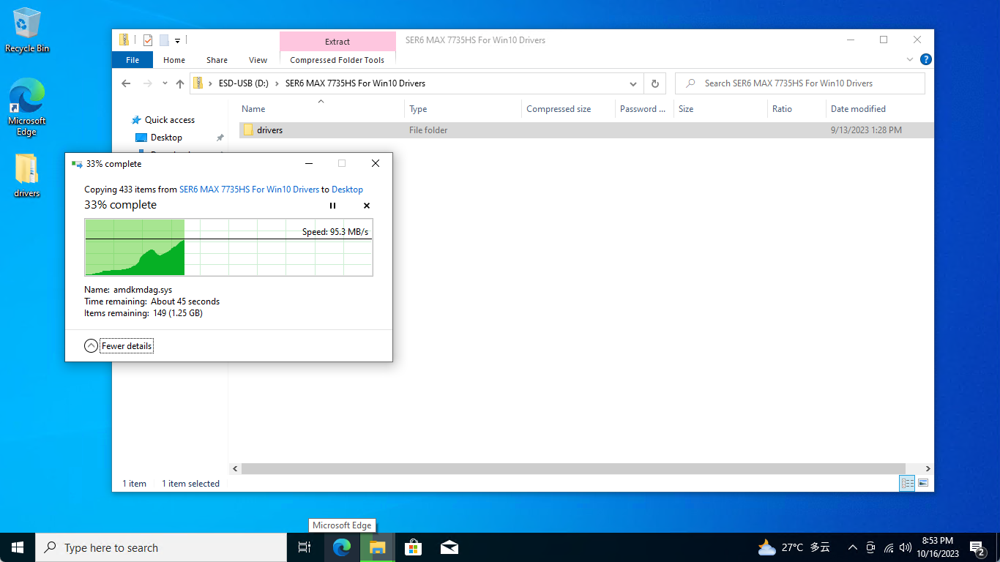 Recycle Bin
Microsoft
Edge
drivers
Extract
SER6 MAX 7735HS For Win10 Drivers
File
Home
Share
View
Compressed Folder Tools
ESD-USB (D:)
SER6 MAX 7735HS For Win10 Drivers
Search SER6 MAX 7735HS For Win10 Drivers
Name
Type
Compressed size
Password ...
Size
Ratio
Date modified
Quick access
Desktop
drivers
File folder
9/13/2023 1:28 PM
33% complete
Copying 433 items from SER6 MAX 7735HS For Win10 Drivers to Desktop
33% complete
Speed: 95.3 MB/s
Name: amdkmdag.sys
Time remaining: About 45 seconds
Items remaining: 149 (1.25 GB)
Fewer details
1 item
1 item selected
Microsoft Edge
Type here to search
27°C 多云
8:53 PM
10/16/2023
2